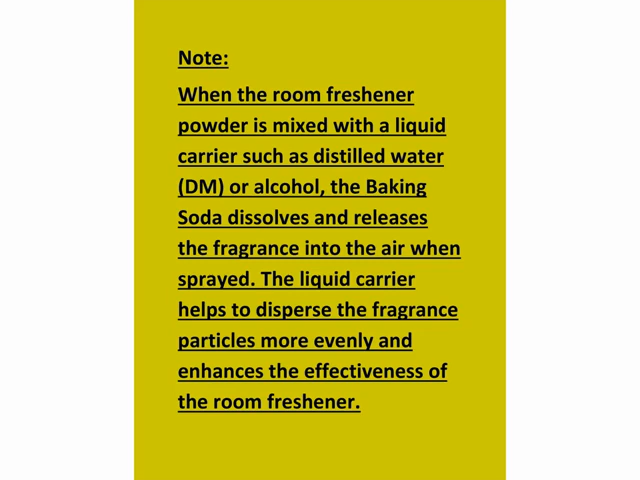 Note:
When the room freshener
powder is mixed with a liquid
carrier such as distilled water
(DM) or alcohol, the Baking
Soda dissolves and releases
the fragrance into the air when
sprayed. The liquid carrier
helps to disperse the fragrance
particles more evenly and
enhances the effectiveness of
the room freshener.